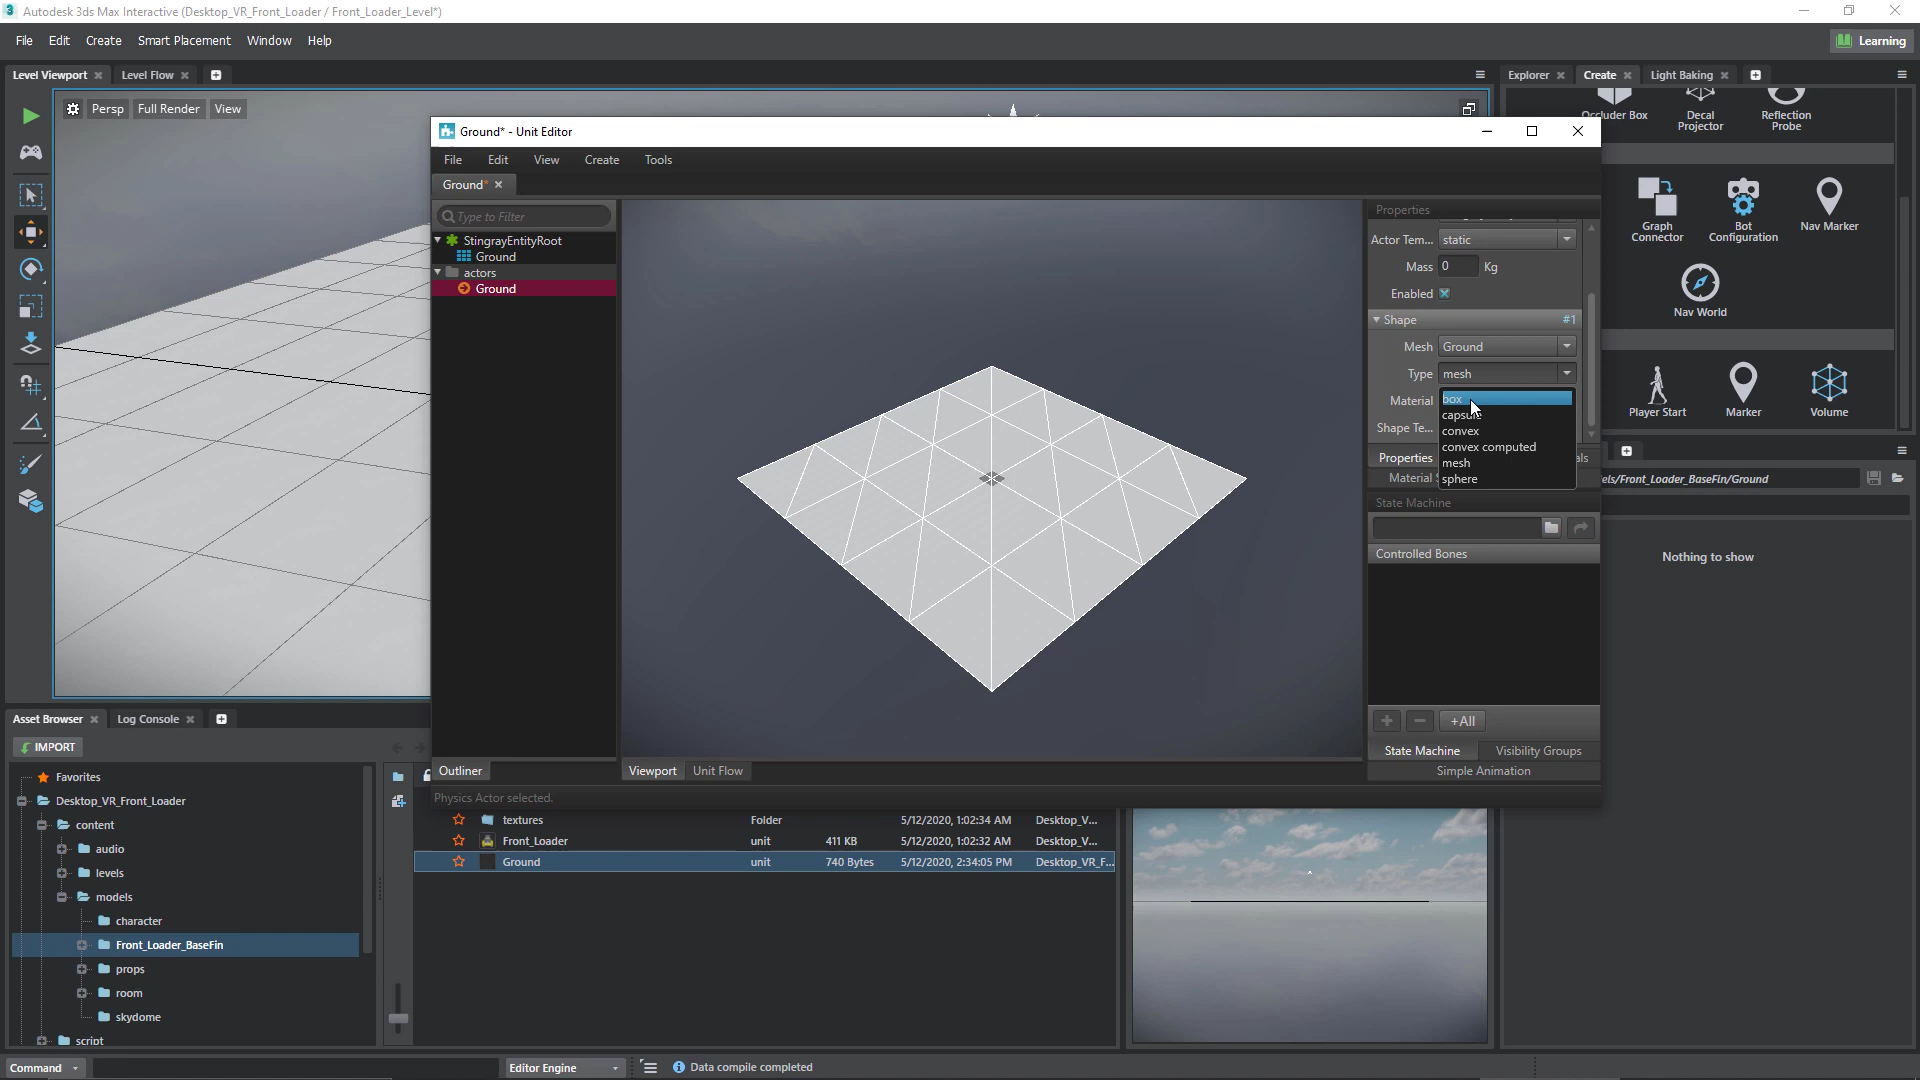 Autodesk 3ds Max Interactive (Desktop_VR_Front_Loader / Front_Loader_Level*)
File Edit Create Smart Placement Window Help
Learning
Level Viewport Level Flow
Persp Full Render View
Explorer Create Light Baking
Occluder Box Decal Projector Reflection Probe
Graph Connector Bot Configuration Nav Marker
Nav World
Player Start Marker Volume
els/Front_Loader_BaseFin/Ground
Nothing to show
Ground* - Unit Editor
File Edit View Create Tools
Ground*
Type to Filter
StingrayEntityRoot
Ground
actors
Ground
Outliner
Viewport Unit Flow
Physics Actor selected.
Properties
Actor Tem... static
Mass 0 Kg
Enabled
Shape #1
Mesh Ground
Type mesh
Material
Shape Te...
box
capsule
convex
convex computed
mesh
sphere
Properties als
Material
State Machine
Controlled Bones
+All
State Machine Visibility Groups
Simple Animation
Asset Browser Log Console
IMPORT
Favorites
Desktop_VR_Front_Loader
content
audio
levels
models
character
Front_Loader_BaseFin
props
room
skydome
script
textures Folder 5/12/2020, 1:02:34 AM Desktop_V...
Front_Loader unit 411 KB 5/12/2020, 1:02:32 AM Desktop_V...
Ground unit 740 Bytes 5/12/2020, 2:34:05 PM Desktop_VR_F...
Command Editor Engine Data compile completed